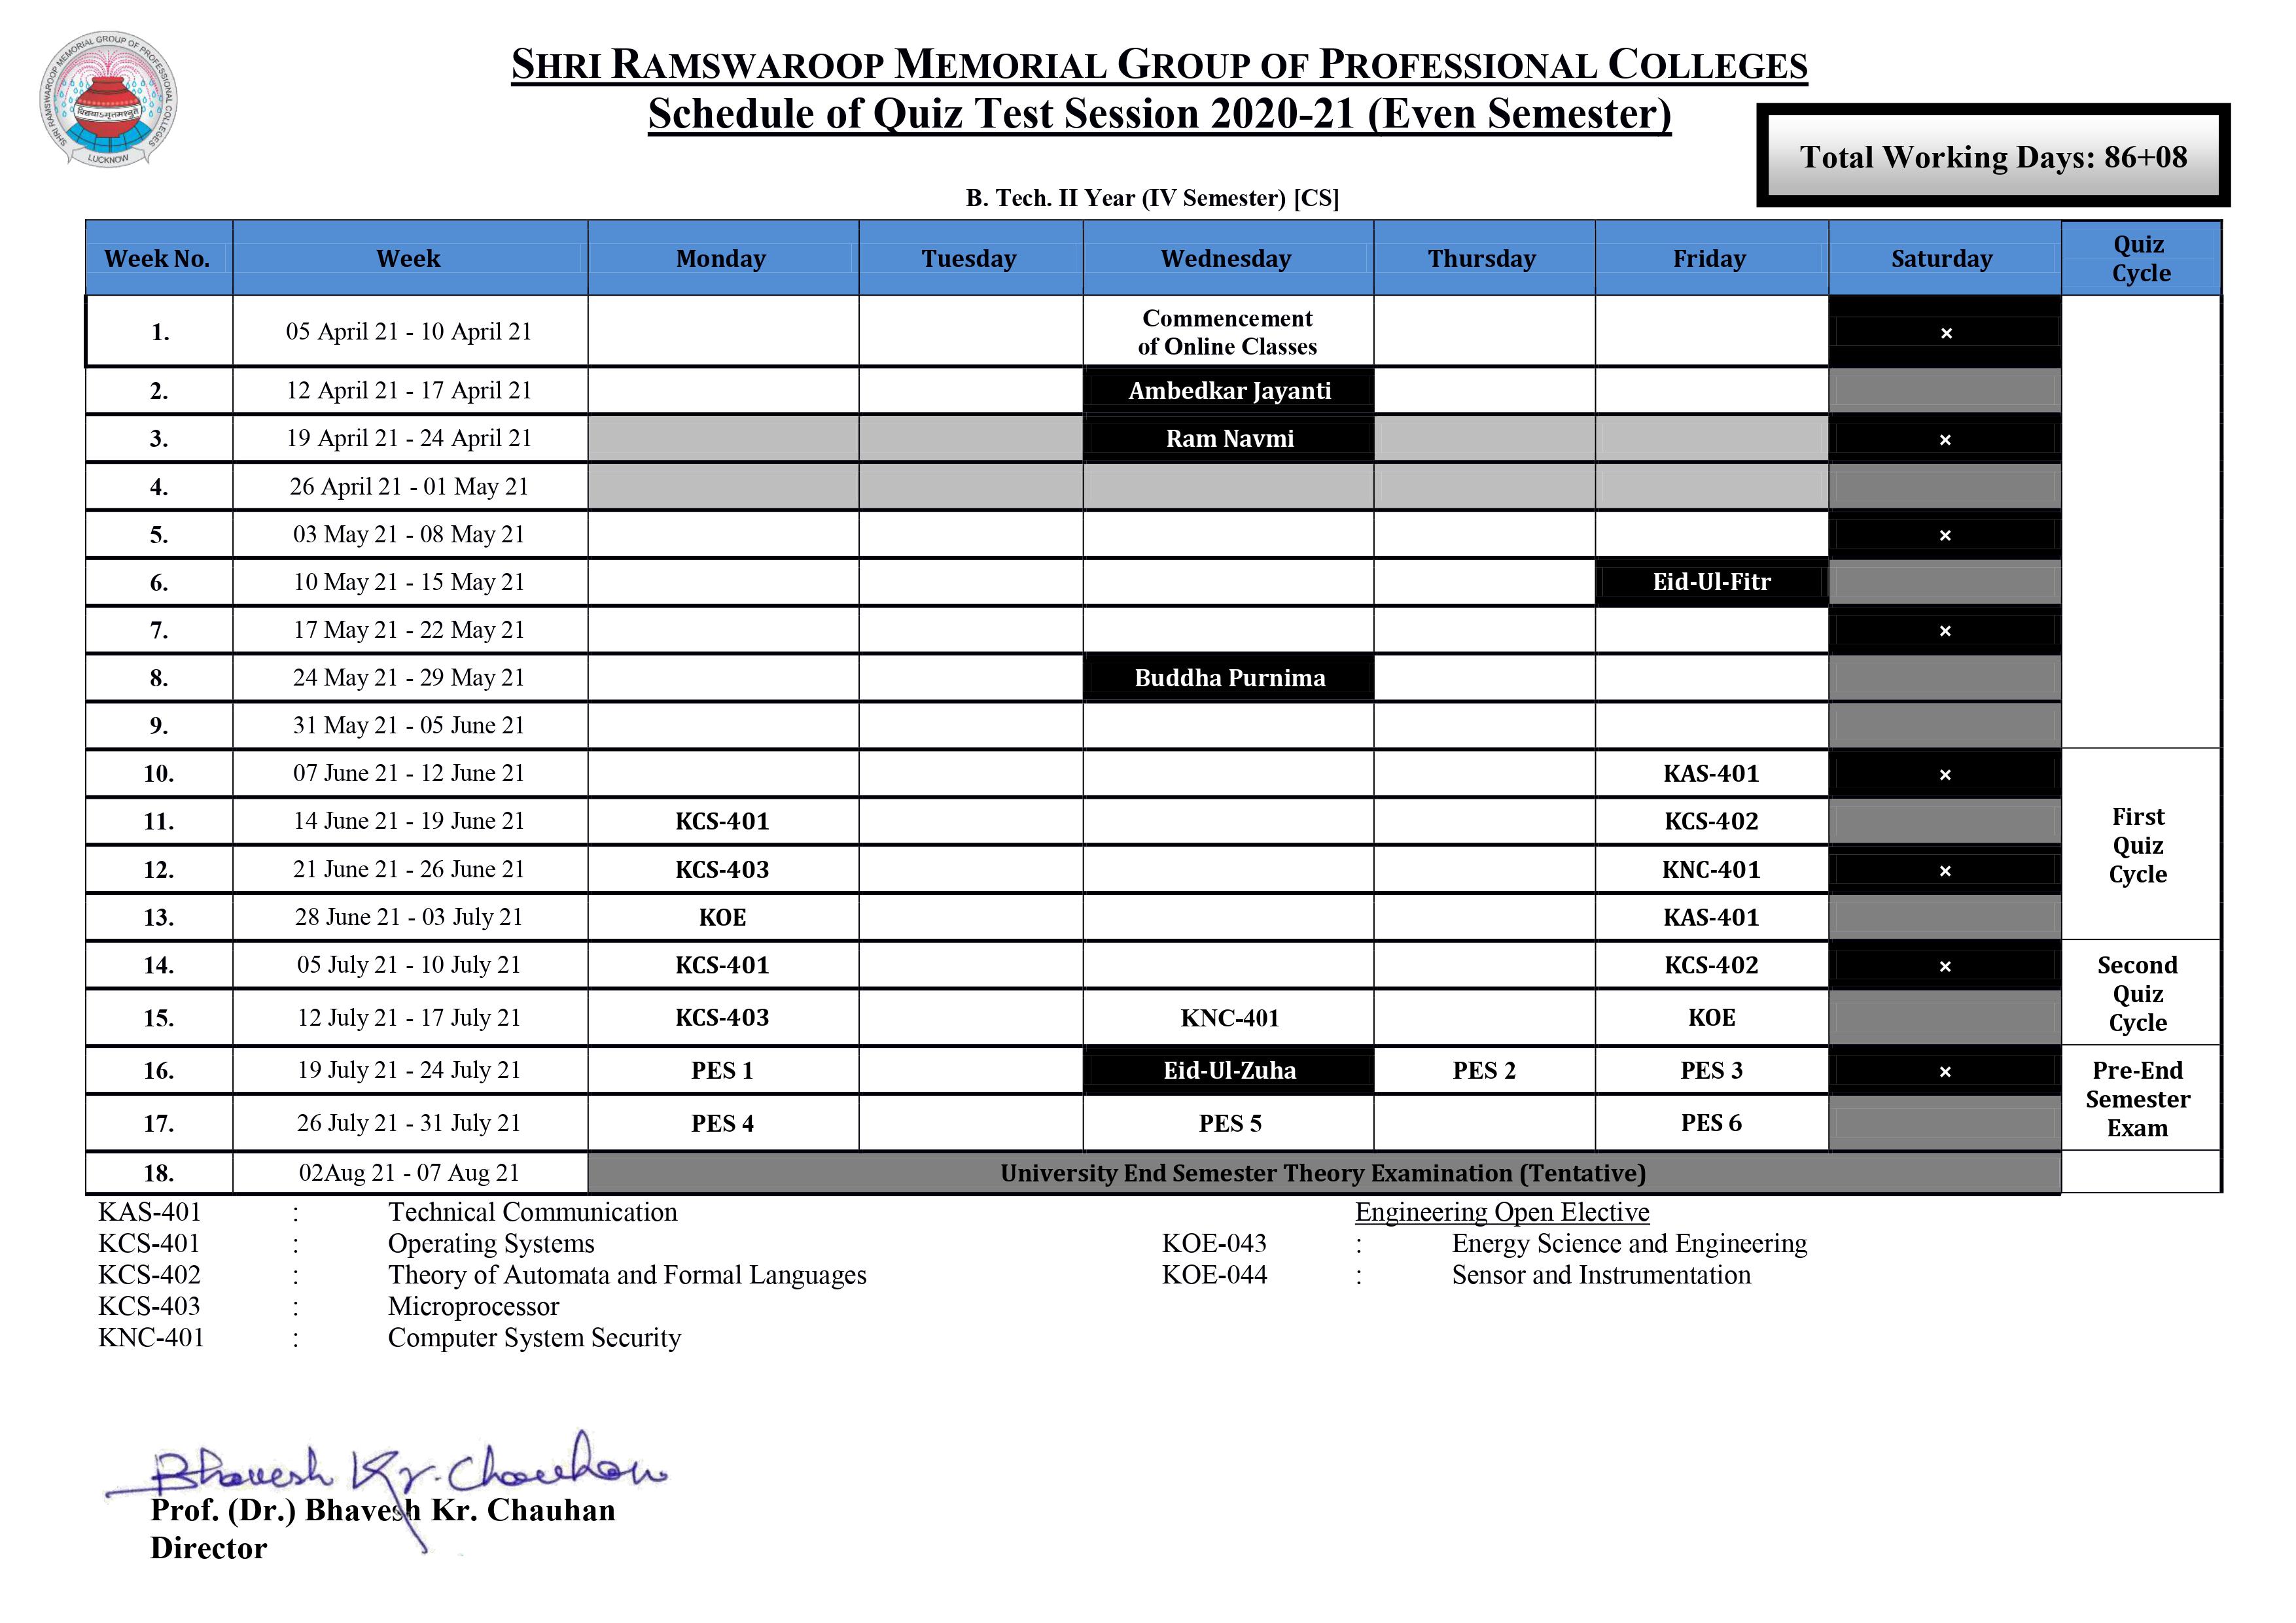 SHRI RAMSWAROOP MEMORIAL GROUP OF PROFESSIONAL COLLEGES
LUCKNOW
विद्ययाऽमृतमश्नुते
SHRI RAMSWAROOP MEMORIAL GROUP OF PROFESSIONAL COLLEGES
Schedule of Quiz Test Session 2020-21 (Even Semester)
Total Working Days: 86+08
B. Tech. II Year (IV Semester) [CS]
Week No. Week Monday Tuesday Wednesday Thursday Friday Saturday Quiz Cycle
1. 05 April 21 - 10 April 21 Commencement of Online Classes ×
2. 12 April 21 - 17 April 21 Ambedkar Jayanti
3. 19 April 21 - 24 April 21 Ram Navmi ×
4. 26 April 21 - 01 May 21
5. 03 May 21 - 08 May 21 ×
6. 10 May 21 - 15 May 21 Eid-Ul-Fitr
7. 17 May 21 - 22 May 21 ×
8. 24 May 21 - 29 May 21 Buddha Purnima
9. 31 May 21 - 05 June 21
10. 07 June 21 - 12 June 21 KAS-401 × First Quiz Cycle
11. 14 June 21 - 19 June 21 KCS-401 KCS-402
12. 21 June 21 - 26 June 21 KCS-403 KNC-401 ×
13. 28 June 21 - 03 July 21 KOE KAS-401
14. 05 July 21 - 10 July 21 KCS-401 KCS-402 × Second Quiz Cycle
15. 12 July 21 - 17 July 21 KCS-403 KNC-401 KOE
16. 19 July 21 - 24 July 21 PES 1 Eid-Ul-Zuha PES 2 PES 3 × Pre-End Semester Exam
17. 26 July 21 - 31 July 21 PES 4 PES 5 PES 6
18. 02Aug 21 - 07 Aug 21 University End Semester Theory Examination (Tentative)
KAS-401 : Technical Communication
KCS-401 : Operating Systems
KCS-402 : Theory of Automata and Formal Languages
KCS-403 : Microprocessor
KNC-401 : Computer System Security
Engineering Open Elective
KOE-043 : Energy Science and Engineering
KOE-044 : Sensor and Instrumentation
Bhavesh Kr. Chauhan
Prof. (Dr.) Bhavesh Kr. Chauhan
Director